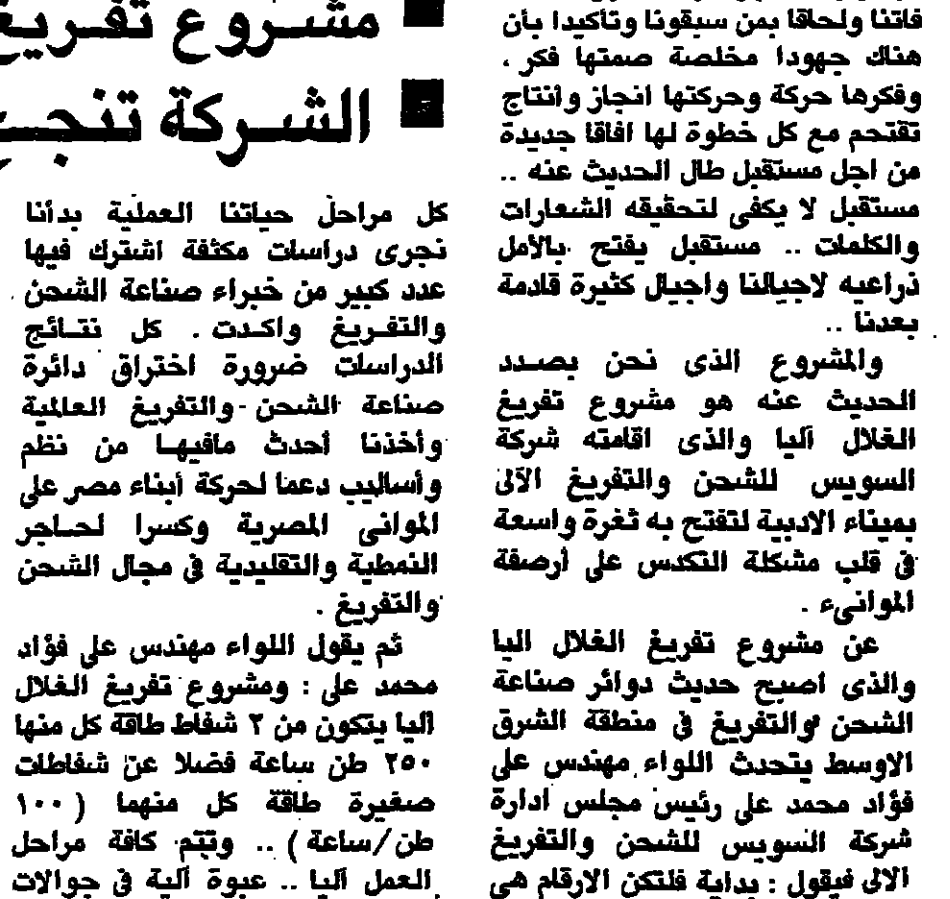 ■ مشروع تفريغ
■ الشركة تنجح
فاتنا ولحاقا بمن سبقونا وتأكيدا بأن
هناك جهودا مخلصة صمتها فكر .
وفكرها حركة وحركتها انجاز وانتاج
تقتحم مع كل خطوة لها افاقا جديدة
من اجل مستقبل طال الحديث عنه ..
مستقبل لا يكفى لتحقيقه الشعارات
والكلمات .. مستقبل يفتح بالأمل
ذراعيه لاجيالنا واجيال كثيرة قادمة
بعدنا ..
والمشروع الذى نحن بصدد
الحديث عنه هو مشروع تفريغ
الغلال آليا والذى اقامته شركة
السويس للشحن والتفريغ الآلى
بميناء الادبية لتفتح به ثغرة واسعة
فى قلب مشكلة التكدس على أرصفة
الموانىء .
عن مشروع تفريغ الغلال اليا
والذى اصبح حديث دوائر صناعة
الشحن والتفريغ فى منطقة الشرق
الاوسط يتحدث اللواء مهندس على
فؤاد محمد على رئيس مجلس ادارة
شركة السويس للشحن والتفريغ
الالى فيقول : بداية فلتكن الارقام هى
كل مراحل حياتنا العملية بدأنا
نجرى دراسات مكثفة اشترك فيها
عدد كبير من خبراء صناعة الشحن
والتفريغ واكدت . كل نتائج
الدراسات ضرورة اختراق دائرة
صناعة الشحن والتفريغ العالمية
وأخذنا أحدث مافيها من نظم
وأساليب دعما لحركة أبناء مصر على
الموانى المصرية وكسرا لحاجر
النمطية والتقليدية فى مجال الشحن
والتفريغ .
ثم يقول اللواء مهندس على فؤاد
محمد على : ومشروع تفريغ الغلال
آليا يتكون من ٢ شفاط طاقة كل منها
٢٥٠ طن ساعة فضلا عن شفاطات
صغيرة طاقة كل منهما ( ١٠٠
طن/ساعة ) .. وتتم كافة مراحل
العمل آليا .. عبوة آلية فى جوالات